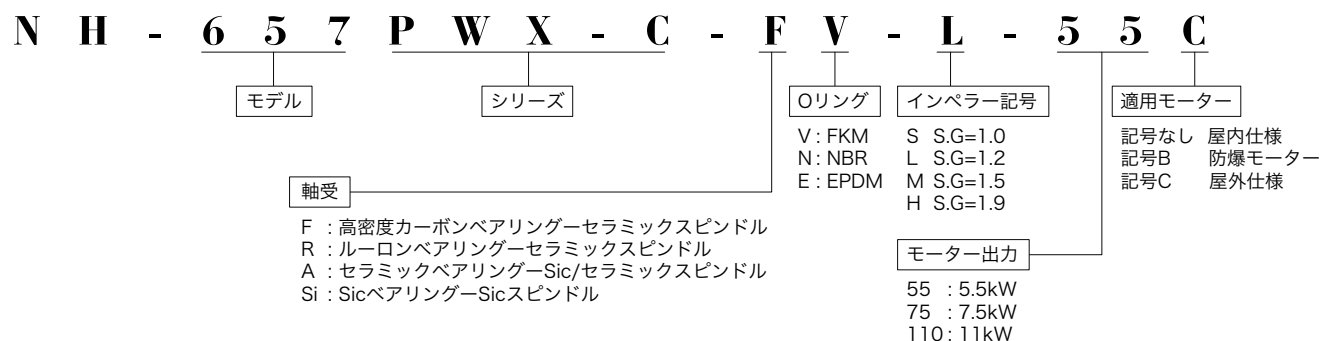 NH-657PWX-C-FV-L-55C
モデル
シリーズ
Oリング
V : FKM
N : NBR
E : EPDM
インペラー記号
S S.G=1.0
L S.G=1.2
M S.G=1.5
H S.G=1.9
適用モーター
記号なし 屋内仕様
記号B 防爆モーター
記号C 屋外仕様
軸受
F : 高密度カーボンベアリングーセラミックスピンドル
R : ルーロンベアリングーセラミックスピンドル
A : セラミックベアリングーSic/セラミックスピンドル
Si : SicベアリングーSicスピンドル
モーター出力
55 : 5.5kW
75 : 7.5kW
110 : 11kW